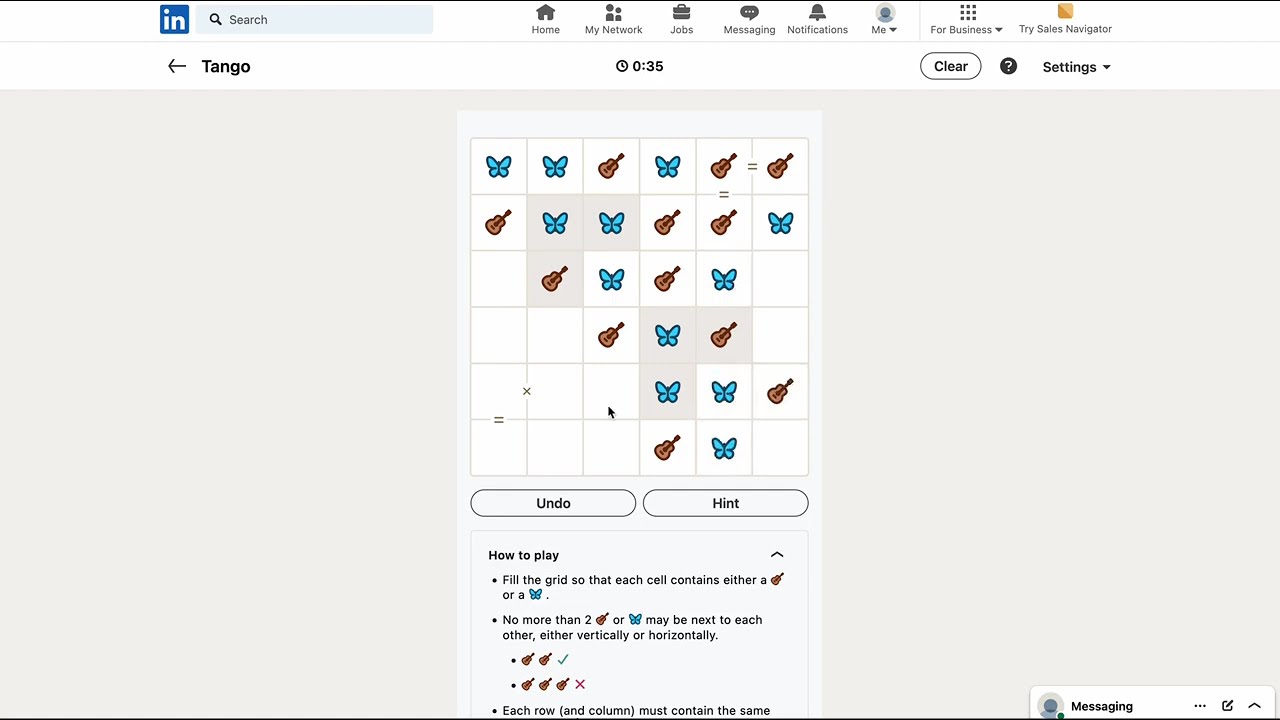 in
Search
Home
My Network
Jobs
Messaging
Notifications
Me
For Business
Try Sales Navigator
Tango
0:35
Clear
?
Settings
=
=
×
=
Undo
Hint
How to play
• Fill the grid so that each cell contains either a
or a .
• No more than 2 or may be next to each
other, either vertically or horizontally.
• Each row (and column) must contain the same
Messaging